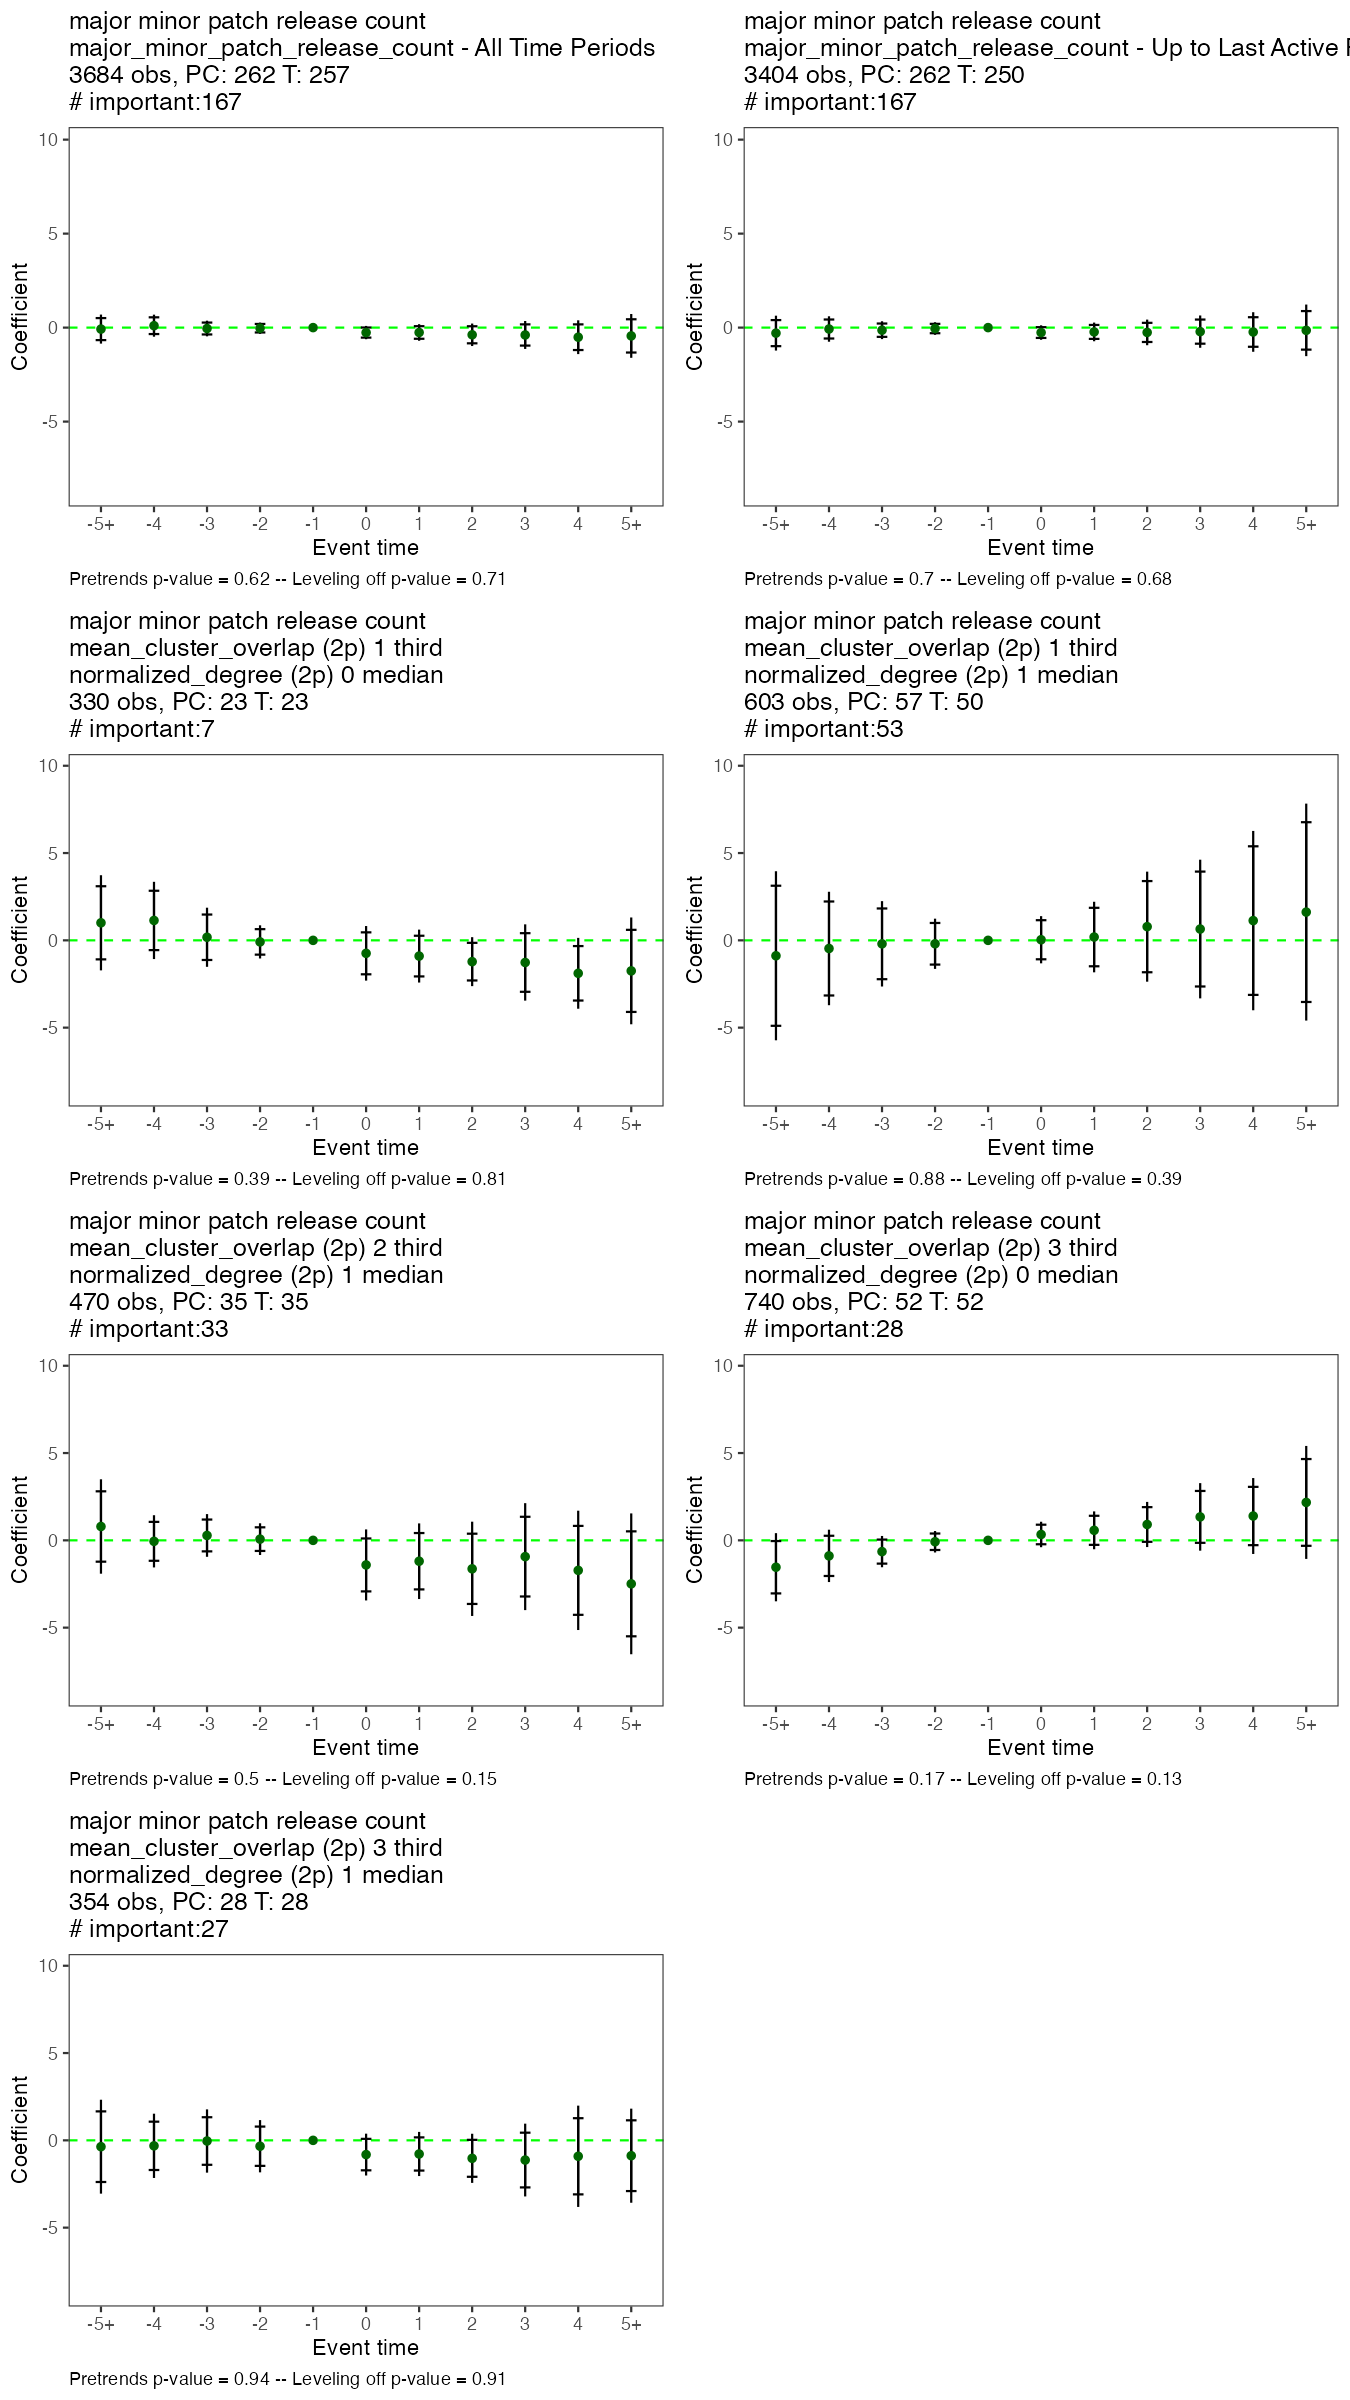 major minor patch release count
major_minor_patch_release_count - All Time Periods
3684 obs, PC: 262 T: 257
# important:167
10
5
0
-5
Coefficient
-5+ -4 -3 -2 -1 0 1 2 3 4 5+
Event time
Pretrends p-value = 0.62 -- Leveling off p-value = 0.71
major minor patch release count
major_minor_patch_release_count - Up to Last Active
3404 obs, PC: 262 T: 250
# important:167
10
5
0
-5
Coefficient
-5+ -4 -3 -2 -1 0 1 2 3 4 5+
Event time
Pretrends p-value = 0.7 -- Leveling off p-value = 0.68
major minor patch release count
mean_cluster_overlap (2p) 1 third
normalized_degree (2p) 0 median
330 obs, PC: 23 T: 23
# important:7
10
5
0
-5
Coefficient
-5+ -4 -3 -2 -1 0 1 2 3 4 5+
Event time
Pretrends p-value = 0.39 -- Leveling off p-value = 0.81
major minor patch release count
mean_cluster_overlap (2p) 1 third
normalized_degree (2p) 1 median
603 obs, PC: 57 T: 50
# important:53
10
5
0
-5
Coefficient
-5+ -4 -3 -2 -1 0 1 2 3 4 5+
Event time
Pretrends p-value = 0.88 -- Leveling off p-value = 0.39
major minor patch release count
mean_cluster_overlap (2p) 2 third
normalized_degree (2p) 1 median
470 obs, PC: 35 T: 35
# important:33
10
5
0
-5
Coefficient
-5+ -4 -3 -2 -1 0 1 2 3 4 5+
Event time
Pretrends p-value = 0.5 -- Leveling off p-value = 0.15
major minor patch release count
mean_cluster_overlap (2p) 3 third
normalized_degree (2p) 0 median
740 obs, PC: 52 T: 52
# important:28
10
5
0
-5
Coefficient
-5+ -4 -3 -2 -1 0 1 2 3 4 5+
Event time
Pretrends p-value = 0.17 -- Leveling off p-value = 0.13
major minor patch release count
mean_cluster_overlap (2p) 3 third
normalized_degree (2p) 1 median
354 obs, PC: 28 T: 28
# important:27
10
5
0
-5
Coefficient
-5+ -4 -3 -2 -1 0 1 2 3 4 5+
Event time
Pretrends p-value = 0.94 -- Leveling off p-value = 0.91